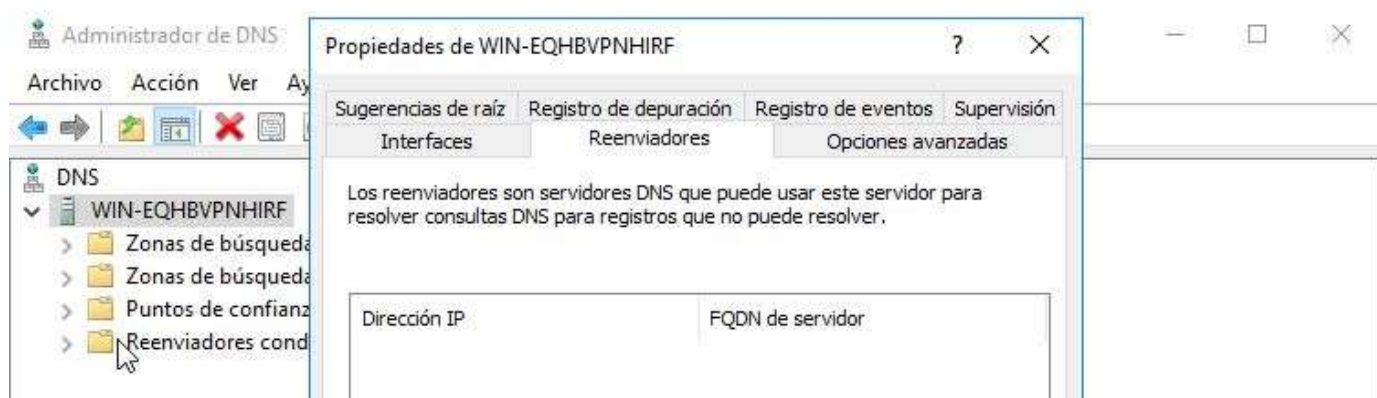 Administrador de DNS
Archivo Acción Ver Ay
DNS
WIN-EQHBVPNHIRF
Zonas de búsqueda
Zonas de búsqueda
Puntos de confianz
Reenviadores cond
Propiedades de WIN-EQHBVPNHIRF ? X
Sugerencias de raíz Registro de depuración Registro de eventos Supervisión
Interfaces Reenviadores Opciones avanzadas
Los reenviadores son servidores DNS que puede usar este servidor para
resolver consultas DNS para registros que no puede resolver.
Dirección IP FQDN de servidor